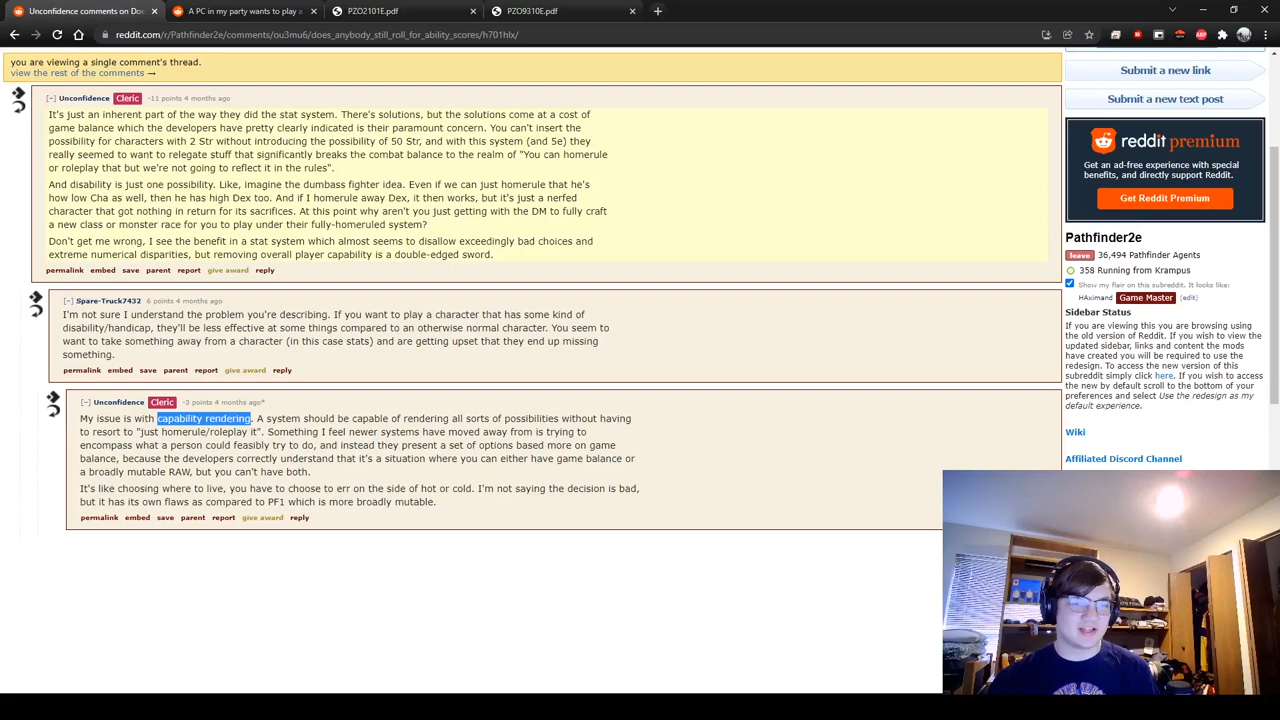 Unconfidence comments on Doe
A PC in my party wants to play a
PZO2101E.pdf
PZO9310E.pdf
reddit.com/r/Pathfinder2e/comments/ou3mu6/does_anybody_still_roll_for_ability_scores/h701hlx/
you are viewing a single comment's thread.
view the rest of the comments →
[–] Unconfidence Cleric -11 points 4 months ago
It's just an inherent part of the way they did the stat system. There's solutions, but the solutions come at a cost of
game balance which the developers have pretty clearly indicated is their paramount concern. You can't insert the
possibility for characters with 2 Str without introducing the possibility of 50 Str, and with this system (and 5e) they
really seemed to want to relegate stuff that significantly breaks the combat balance to the realm of "You can homerule
or roleplay that but we're not going to reflect it in the rules".
And disability is just one possibility. Like, imagine the dumbass fighter idea. Even if we can just homerule that he's
how low Cha as well, then he has high Dex too. And if I homerule away Dex, it then works, but it's just a nerfed
character that got nothing in return for its sacrifices. At this point why aren't you just getting with the DM to fully craft
a new class or monster race for you to play under their fully-homeruled system?
Don't get me wrong, I see the benefit in a stat system which almost seems to disallow exceedingly bad choices and
extreme numerical disparities, but removing overall player capability is a double-edged sword.
permalink embed save parent report give award reply
[–] Spare-Truck7432 6 points 4 months ago
I'm not sure I understand the problem you're describing. If you want to play a character that has some kind of
disability/handicap, they'll be less effective at some things compared to an otherwise normal character. You seem to
want to take something away from a character (in this case stats) and are getting upset that they end up missing
something.
permalink embed save parent report give award reply
[–] Unconfidence Cleric -3 points 4 months ago*
My issue is with capability rendering. A system should be capable of rendering all sorts of possibilities without having
to resort to "just homerule/roleplay it". Something I feel newer systems have moved away from is trying to
encompass what a person could feasibly try to do, and instead they present a set of options based more on game
balance, because the developers correctly understand that it's a situation where you can either have game balance or
a broadly mutable RAW, but you can't have both.
It's like choosing where to live, you have to choose to err on the side of hot or cold. I'm not saying the decision is bad,
but it has its own flaws as compared to PF1 which is more broadly mutable.
permalink embed save parent report give award reply
Submit a new link
Submit a new text post
reddit premium
Get an ad-free experience with special
benefits, and directly support Reddit.
Get Reddit Premium
Pathfinder2e
leave 36,494 Pathfinder Agents
358 Running from Krampus
Show my flair on this subreddit. It looks like:
HAximand Game Master (edit)
Sidebar Status
If you are viewing this you are browsing using
the old version of Reddit. If you wish to view the
updated sidebar, links and content the mods
have created you will be required to use the
redesign. To access the new version of this
subreddit simply click here. If you wish to access
the new by default scroll to the bottom of your
preferences and select Use the redesign as my
default experience.
Wiki
Affiliated Discord Channel